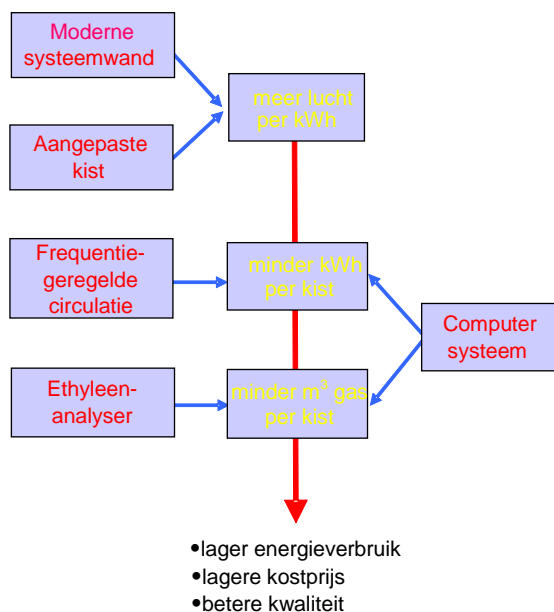 Moderne
systeemwand
meer lucht
per kWh
Aangepaste
kist
Frequentie-
geregelde
circulatie
minder kWh
per kist
Computer
systeem
Ethyleen-
analyser
minder m³ gas
per kist
•lager energieverbruik
•lagere kostprijs
•betere kwaliteit